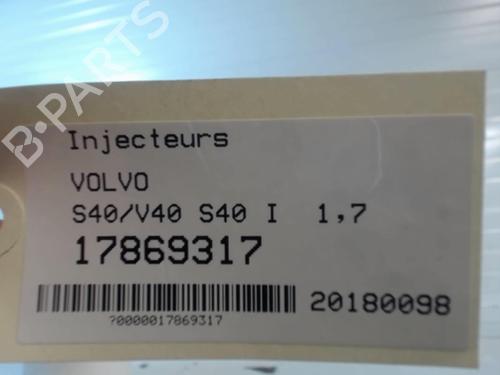 B-PARTS
Injecteurs
VOLVO
S40/V40 S40 I 1,7
17869317
20180098
?0000017869317